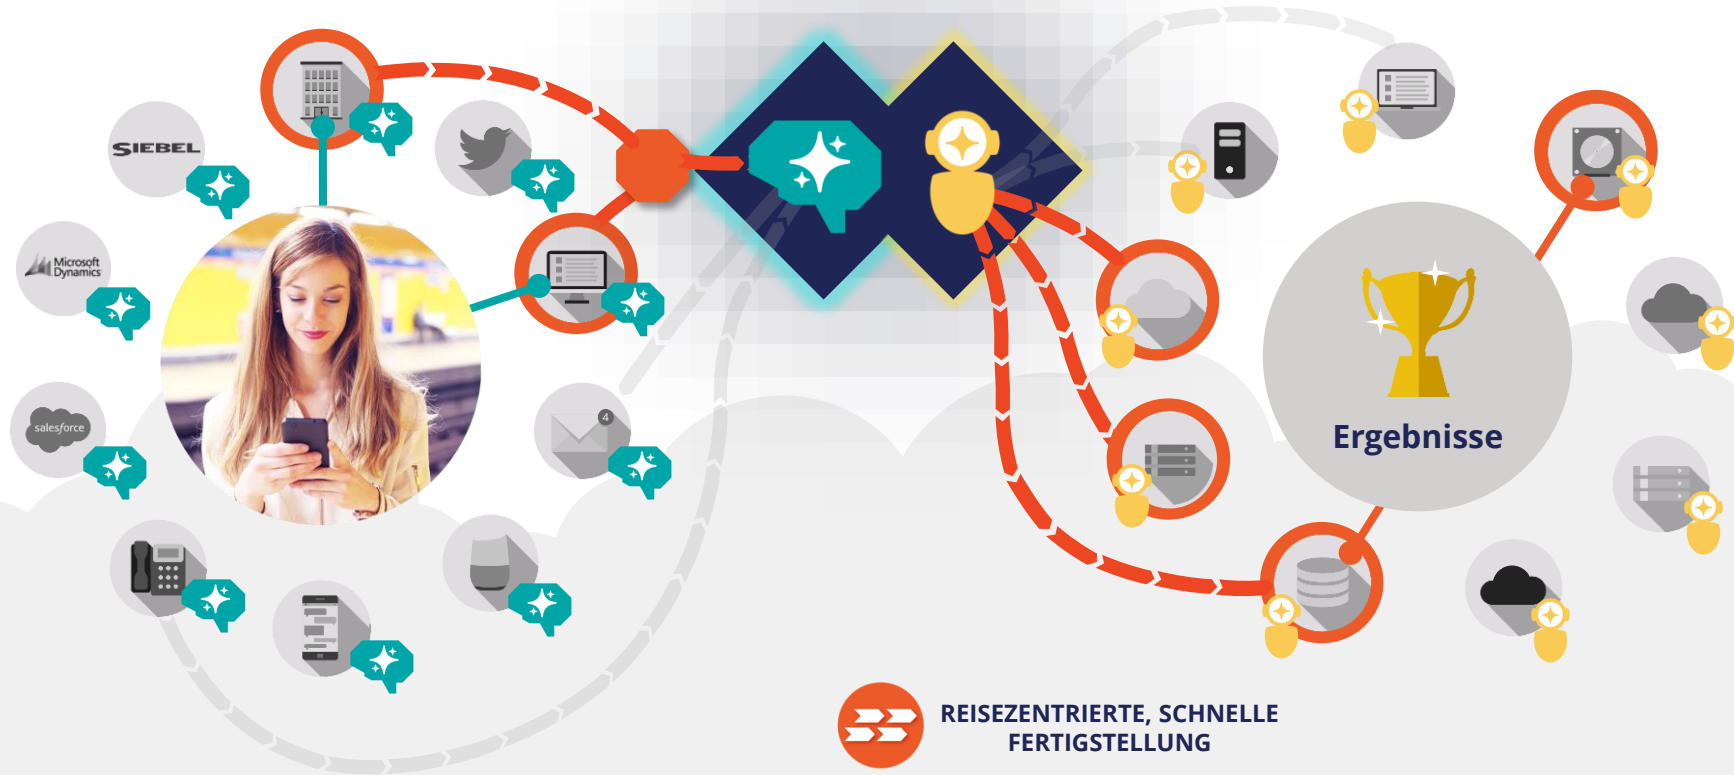 SIEBEL
Microsoft
Dynamics
salesforce
4
Ergebnisse
REISEZENTRIERTE, SCHNELLE
FERTIGSTELLUNG